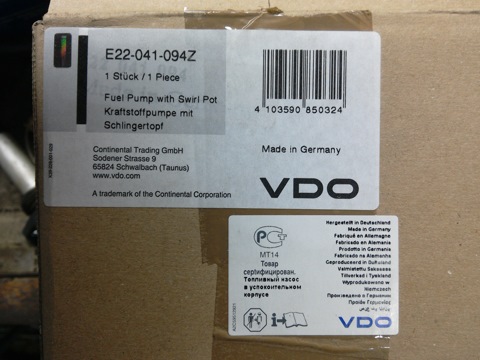 E22-041-094Z
1 Stück / 1 Piece
Fuel Pump with Swirl Pot
Kraftstoffpumpe mit
Schlingertopf
4 103590 850324
Continental Trading GmbH
Sodener Strasse 9
65824 Schwalbach (Taunus)
www.vdo.com
Made in Germany
A trademark of the Continental Corporation
VDO
MT14
Товар
сертифицирован.
Топливный насос
в успокоительном
корпусе
Hergestellt in Deutschland
Made in Germany
Fabriqué en Allemagne
Fabricado en Alemania
Prodotto in Germania
Fabricado na Alemanha
Geproduceerd in Duitsland
Valmistettu Saksassa
Tillverkad i Tyskland
Wyprodukowano w
Niemczech
Произведено в Германии
VDO